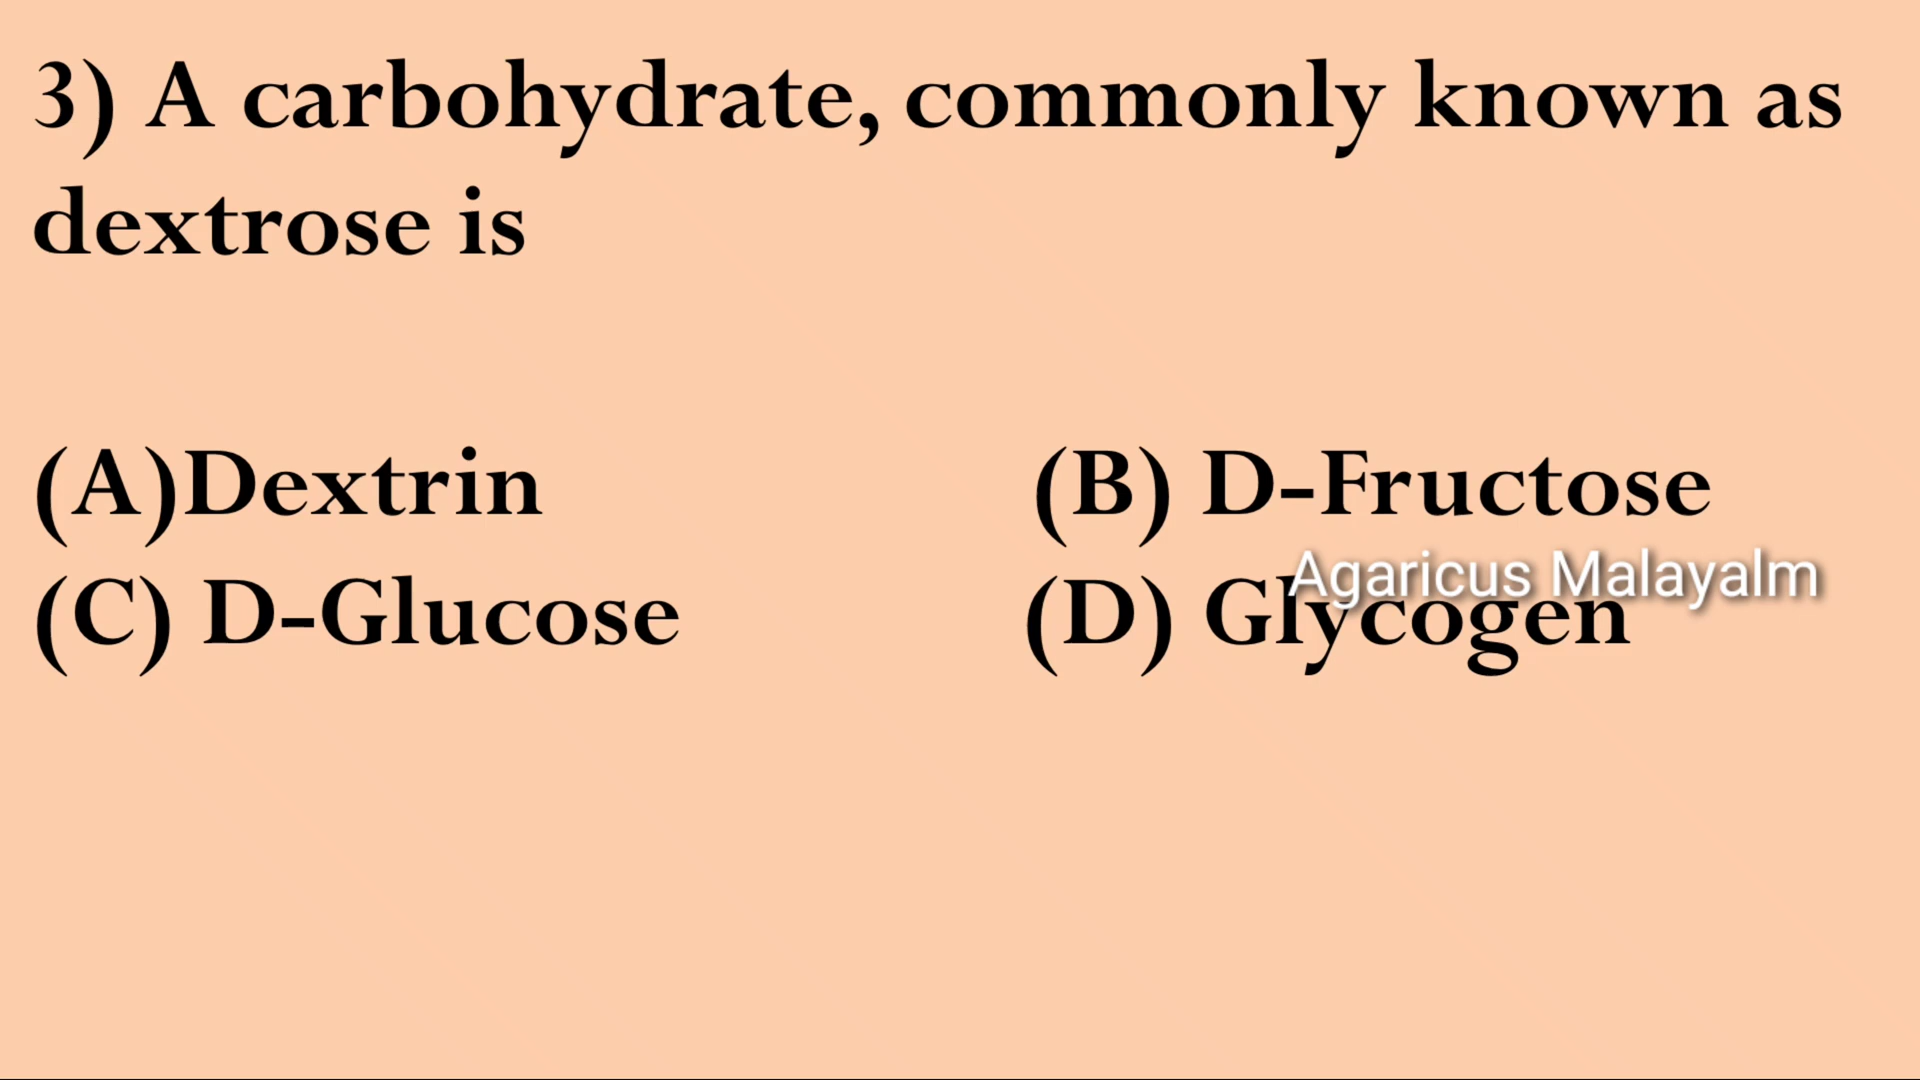 3) A carbohydrate, commonly known as
dextrose is
(A)Dextrin (B) D-Fructose
Agaricus Malayalm
(C) D-Glucose (D) Glycogen